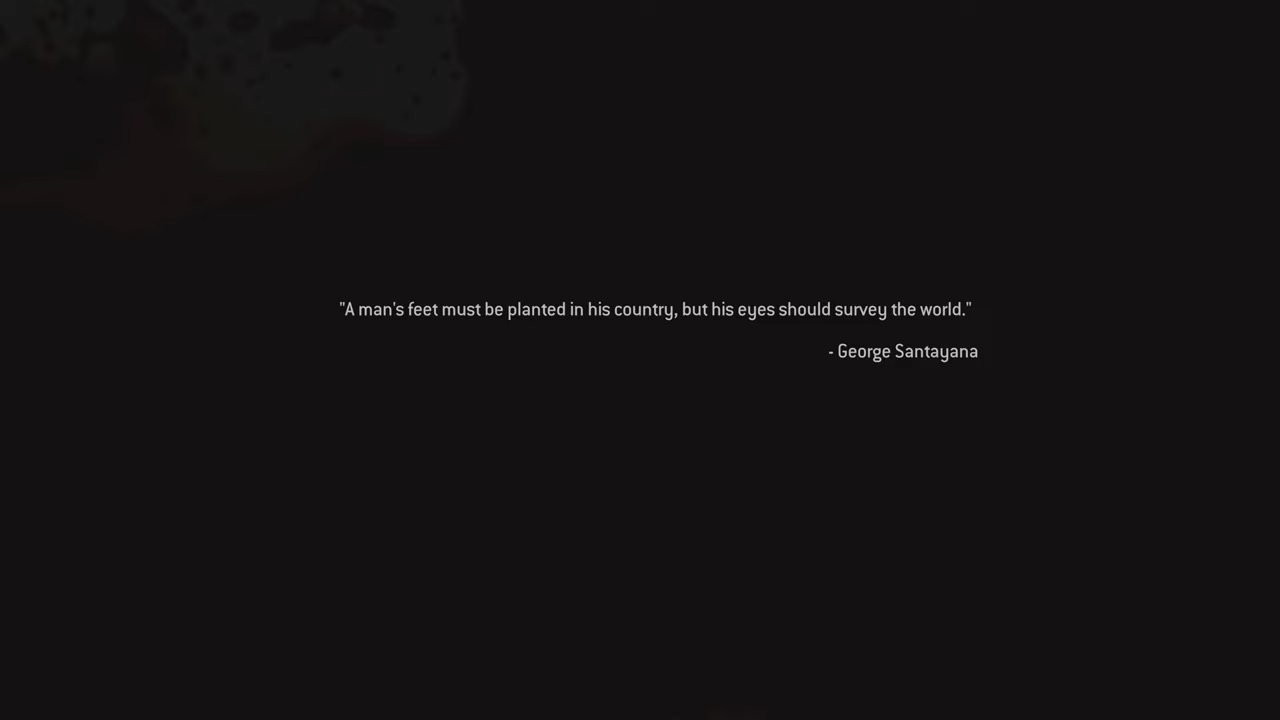 "A man's feet must be planted in his country, but his eyes should survey the world."
- George Santayana